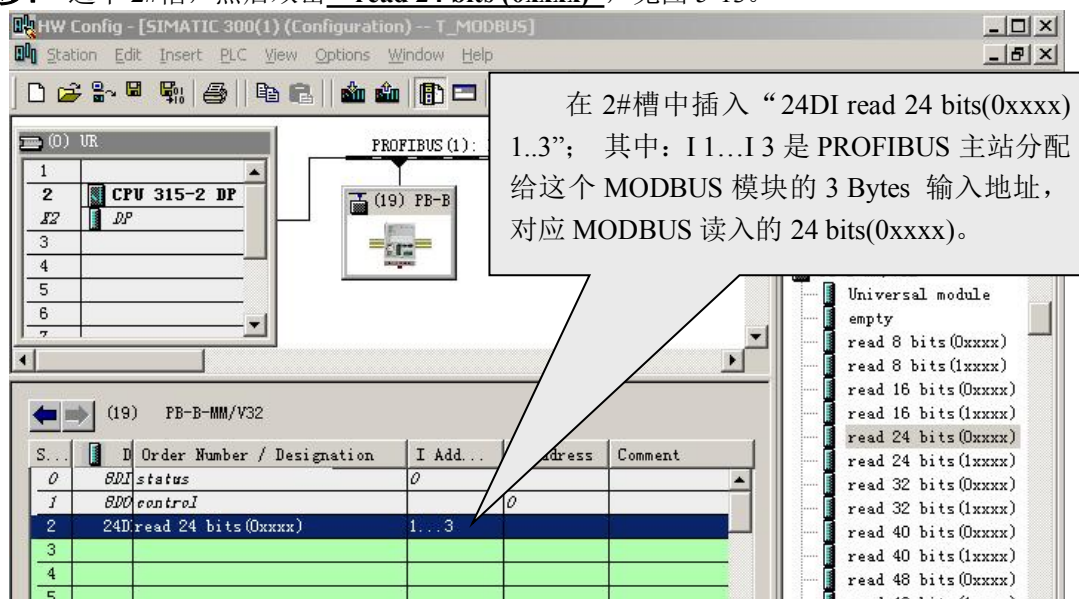 read 24 bits (0xxxx)
HW Config - [SIMATIC 300(1) (Configuration) -- T_MODBUS]
Station Edit Insert PLC View Options Window Help
在 2#槽中插入“24DI read 24 bits(0xxxx)
1..3”; 其中：I 1…I 3 是 PROFIBUS 主站分配
给这个 MODBUS 模块的 3 Bytes 输入地址，
对应 MODBUS 读入的 24 bits(0xxxx)。
(0) UR
1
2 CPU 315-2 DP
X2 DP
3
4
5
6
7
PROFIBUS(1):
(19) PB-B
Universal module
empty
read 8 bits(0xxxx)
read 8 bits(1xxxx)
read 16 bits(0xxxx)
read 16 bits(1xxxx)
read 24 bits(0xxxx)
read 24 bits(1xxxx)
read 32 bits(0xxxx)
read 32 bits(1xxxx)
read 40 bits(0xxxx)
read 40 bits(1xxxx)
read 48 bits(0xxxx)
(19) PB-B-MM/V32
S... D Order Number / Designation I Add... Comment
0 8DI status 0
1 8DO control 0
2 24D read 24 bits(0xxxx) 1...3
3
4
5